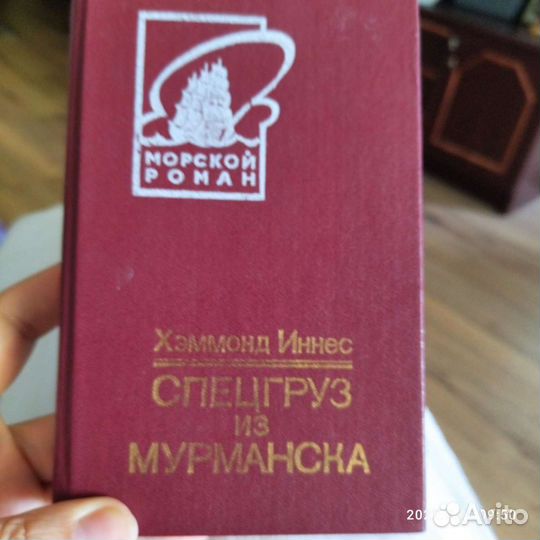 МОРСКОЙ
РОМАН
Хэммонд Иннес
СПЕЦГРУЗ
ИЗ
МУРМАНСКА
Avito